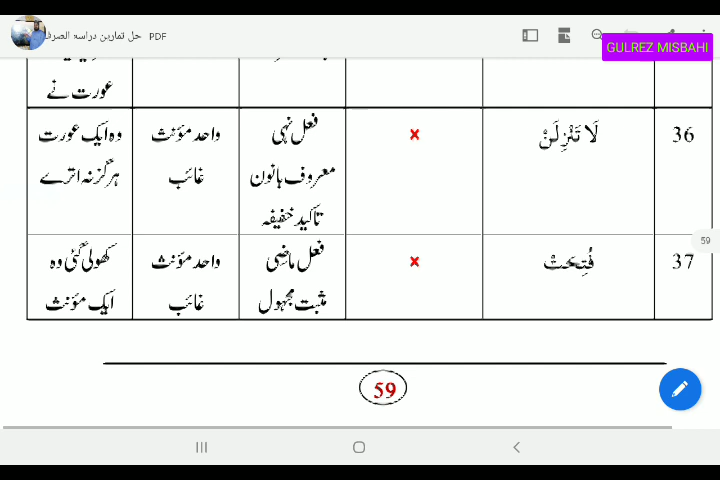 حل تمارین دراسۃ الصرف PDF
GULREZ MISBAHI
عورت نے
36
لَا تَنْزِلَنْ
×
فعل نہی
معروف بانون
تاکید خفیفہ
واحد مؤنث
غائب
وہ ایک عورت
ہرگز نہ اترے
59
37
فُتِحَتْ
×
فعل ماضی
مثبت مجہول
واحد مؤنث
غائب
کھولی گئی وہ
ایک مؤنث
59